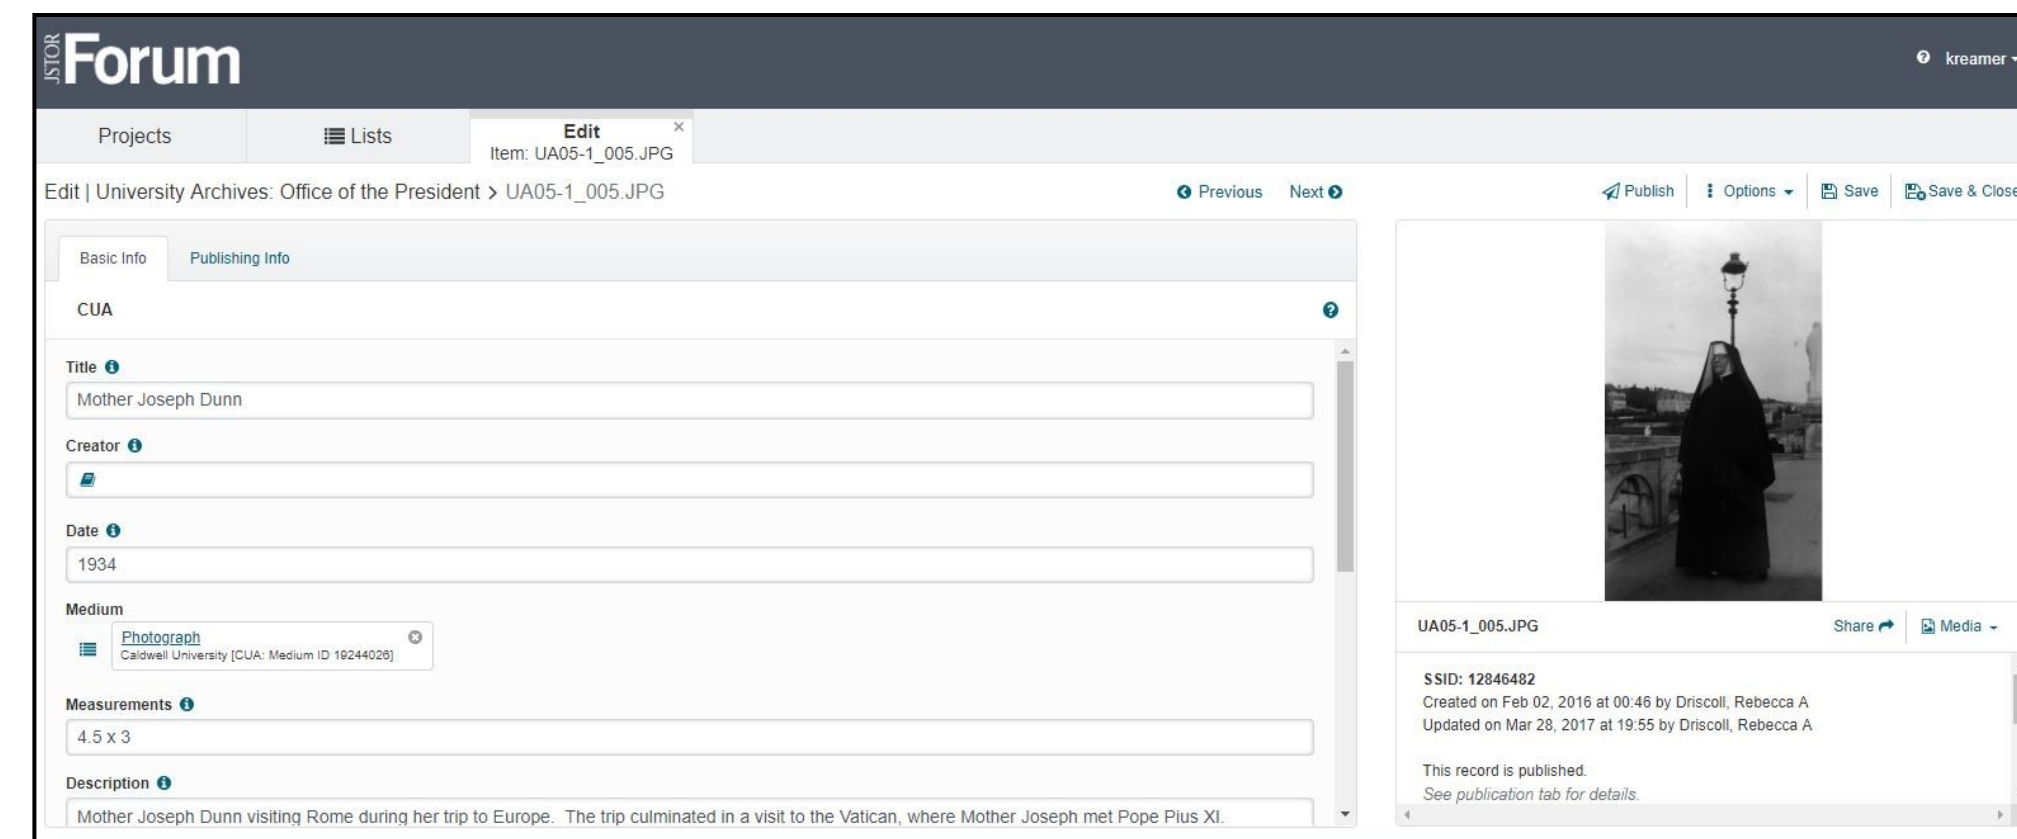 JSTOR Forum
kreamer
Projects
Lists
Edit
Item: UA05-1_005.JPG
Edit | University Archives: Office of the President > UA05-1_005.JPG
Previous Next
Publish Options Save Save & Close
Basic Info Publishing Info
CUA
Title
Mother Joseph Dunn
Creator
Date
1934
Medium
Photograph
Caldwell University [CUA: Medium ID 19244026]
Measurements
4.5 x 3
Description
Mother Joseph Dunn visiting Rome during her trip to Europe. The trip culminated in a visit to the Vatican, where Mother Joseph met Pope Pius XI.
UA05-1_005.JPG
Share Media
SSID: 12846482
Created on Feb 02, 2016 at 00:46 by Driscoll, Rebecca A
Updated on Mar 28, 2017 at 19:55 by Driscoll, Rebecca A
This record is published.
See publication tab for details.